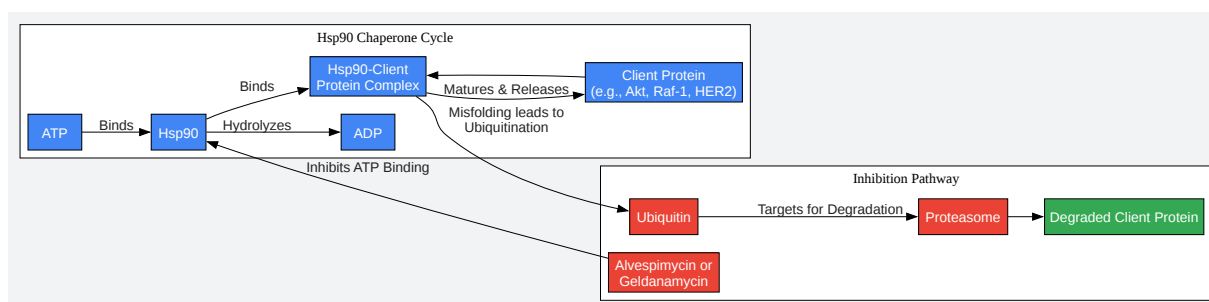 Hsp90 Chaperone Cycle
Hsp90-Client
Protein Complex
Client Protein
(e.g., Akt, Raf-1, HER2)
Binds
Matures & Releases
Misfolding leads to
Ubiquitination
ATP
Binds
Hsp90
Hydrolyzes
ADP
Inhibits ATP Binding
Inhibition Pathway
Ubiquitin
Targets for Degradation
Proteasome
Degraded Client Protein
Alvespimycin or
Geldanamycin